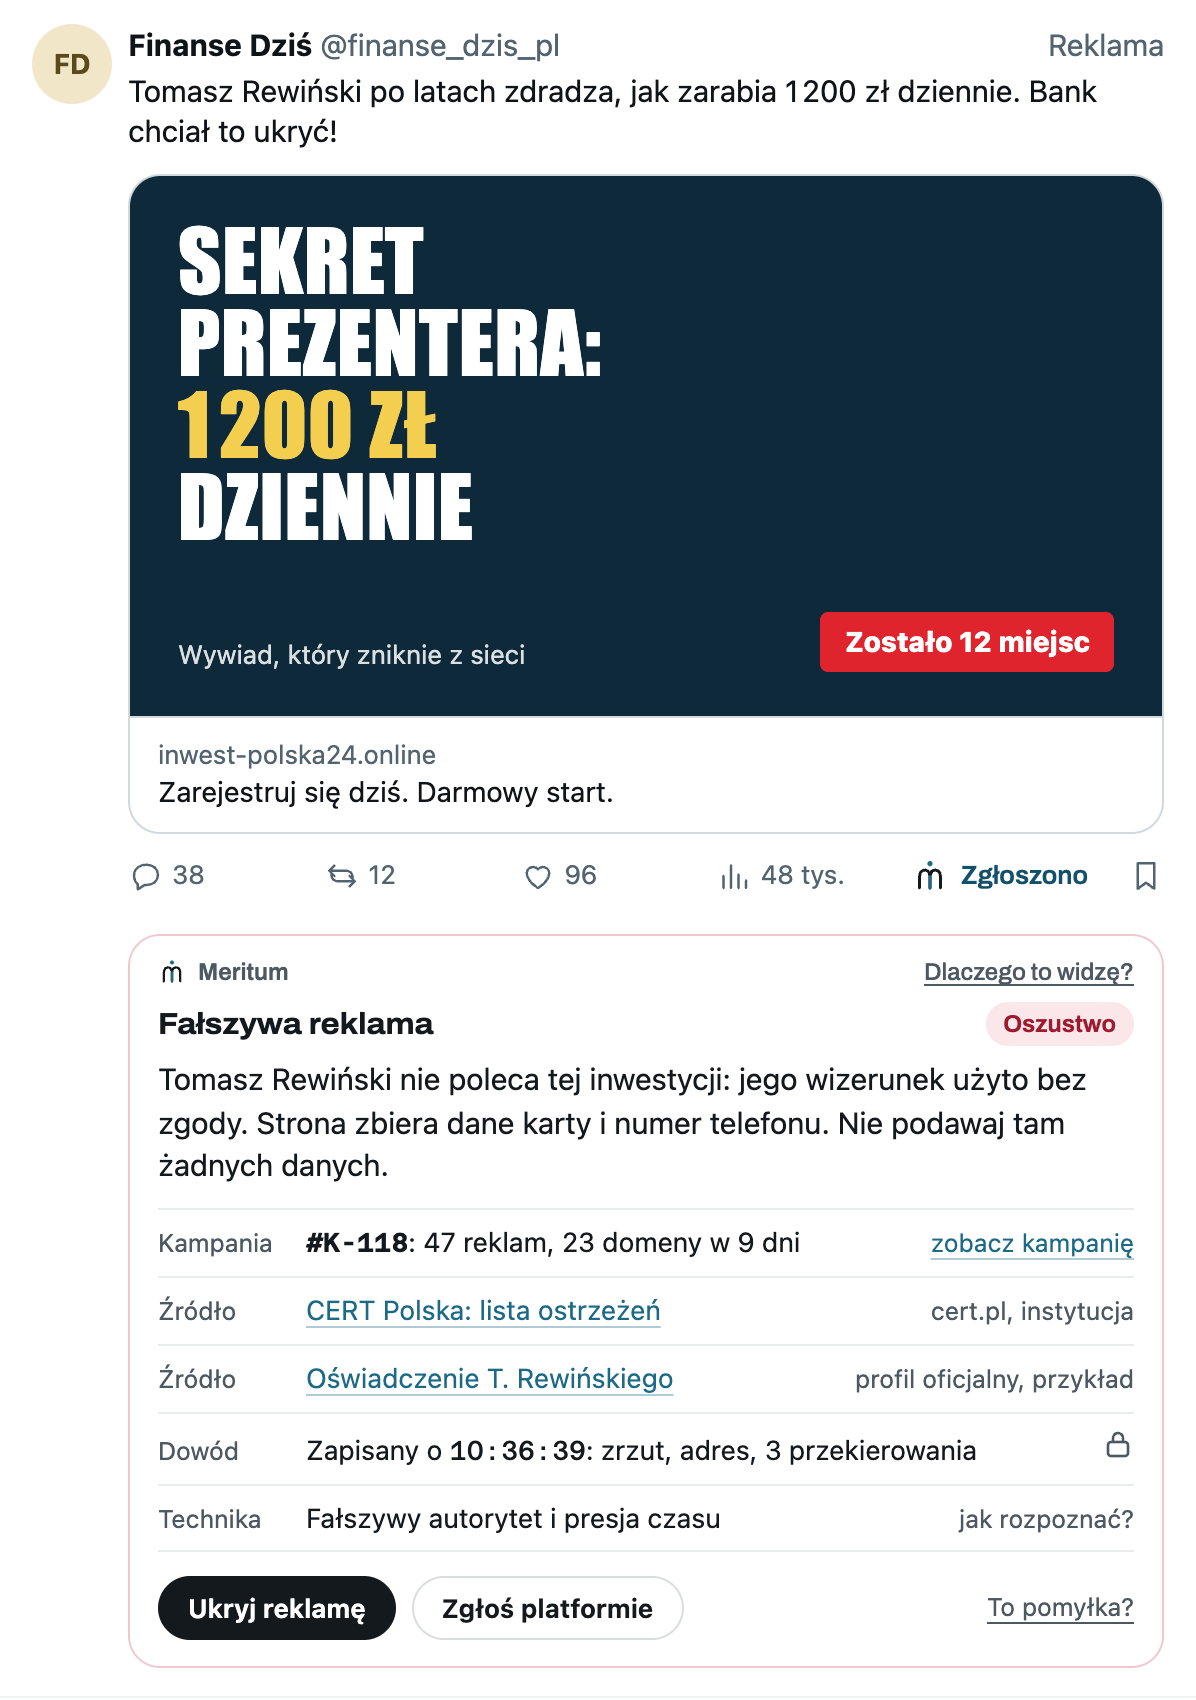 FD
Finanse Dziś @finanse_dzis_pl Reklama
Tomasz Rewiński po latach zdradza, jak zarabia 1200 zł dziennie. Bank
chciał to ukryć!
SEKRET
PREZENTERA:
1200 ZŁ
DZIENNIE
Wywiad, który zniknie z sieci
Zostało 12 miejsc
inwest-polska24.online
Zarejestruj się dziś. Darmowy start.
38 12 96 48 tys. Zgłoszono
Meritum Dlaczego to widzę?
Fałszywa reklama Oszustwo
Tomasz Rewiński nie poleca tej inwestycji: jego wizerunek użyto bez
zgody. Strona zbiera dane karty i numer telefonu. Nie podawaj tam
żadnych danych.
Kampania #K-118: 47 reklam, 23 domeny w 9 dni zobacz kampanię
Źródło CERT Polska: lista ostrzeżeń cert.pl, instytucja
Źródło Oświadczenie T. Rewińskiego profil oficjalny, przykład
Dowód Zapisany o 10:36:39: zrzut, adres, 3 przekierowania
Technika Fałszywy autorytet i presja czasu jak rozpoznać?
Ukryj reklamę Zgłoś platformie To pomyłka?